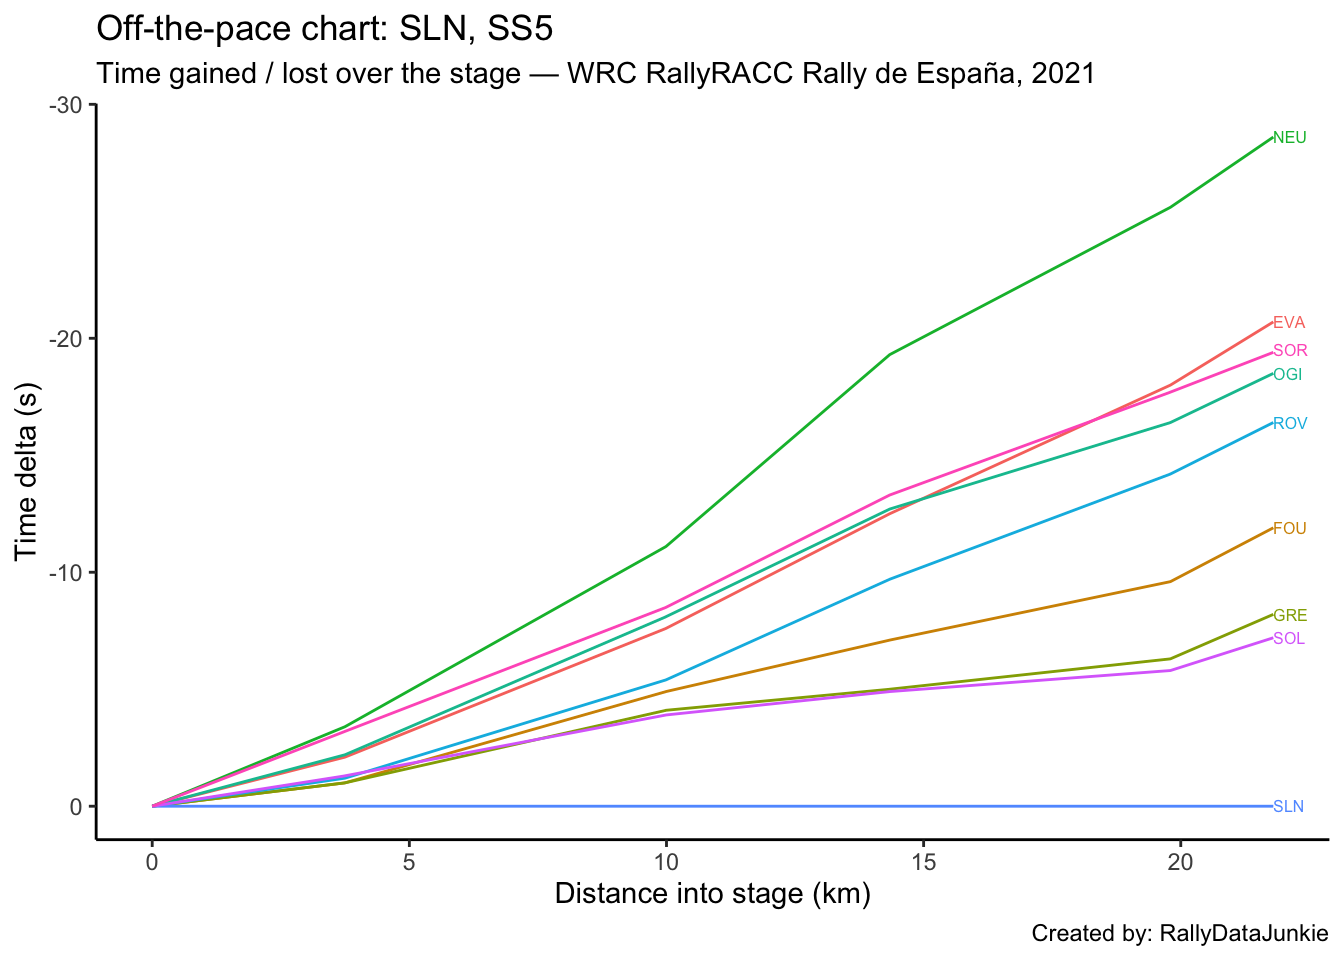 Off-the-pace chart: SLN, SS5
Time gained / lost over the stage — WRC RallyRACC Rally de España, 2021
-30
-20
-10
0
Time delta (s)
NEU
EVA
SOR
OGI
ROV
FOU
GRE
SOL
SLN
0 5 10 15 20
Distance into stage (km)
Created by: RallyDataJunkie